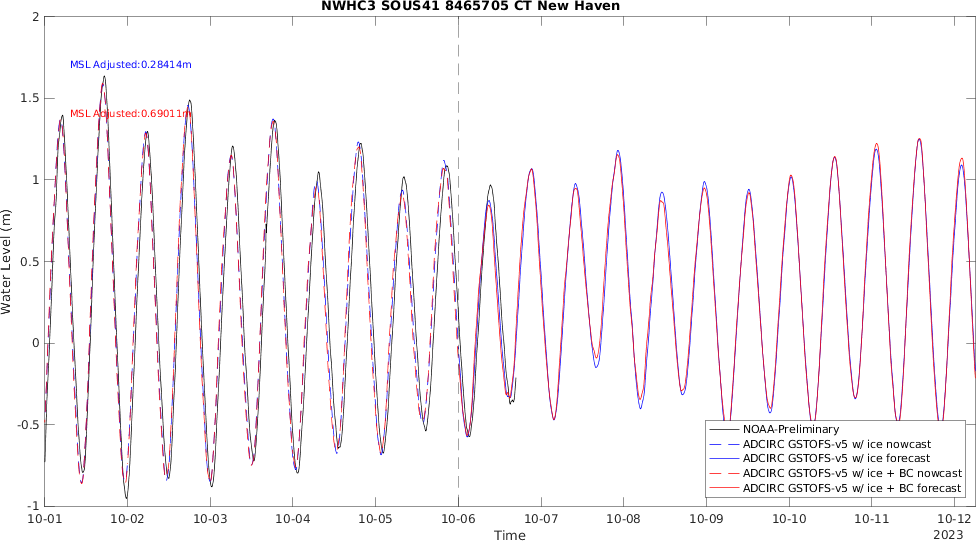 NWHC3 SOUS41 8465705 CT New Haven
2
MSL Adjusted:0.28414m
1.5
MSL Adjusted:0.69011m
1
Water Level (m)
0.5
0
-0.5
NOAA-Preliminary
ADCIRC GSTOFS-v5 w/ ice nowcast
ADCIRC GSTOFS-v5 w/ ice forecast
ADCIRC GSTOFS-v5 w/ ice + BC nowcast
ADCIRC GSTOFS-v5 w/ ice + BC forecast
-1
10-01 10-02 10-03 10-04 10-05 10-06 10-07 10-08 10-09 10-10 10-11 10-12
Time
2023